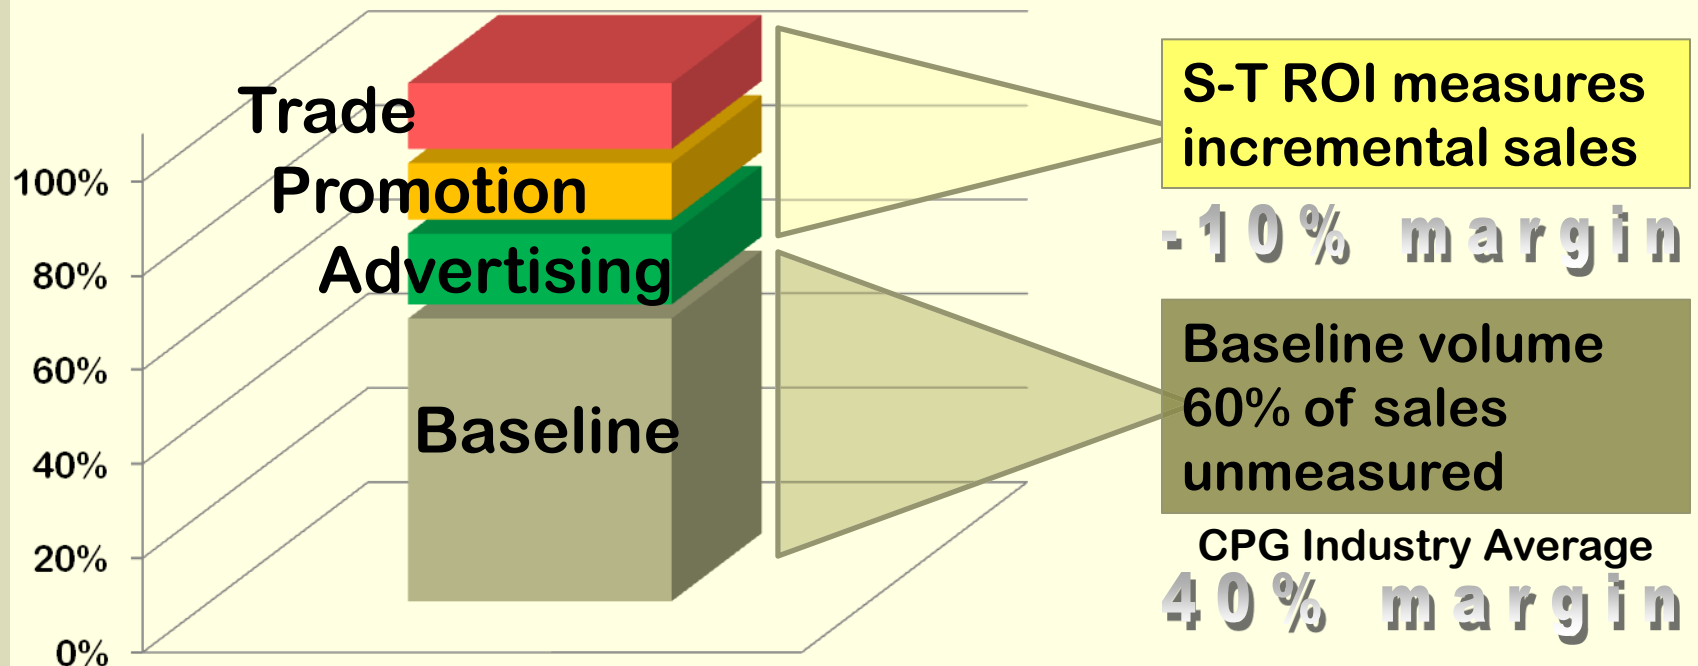 Trade
Promotion
Advertising
Baseline
100%
80%
60%
40%
20%
0%
S-T ROI measures
incremental sales
-10% margin
Baseline volume
60% of sales
unmeasured
CPG Industry Average
40% margin